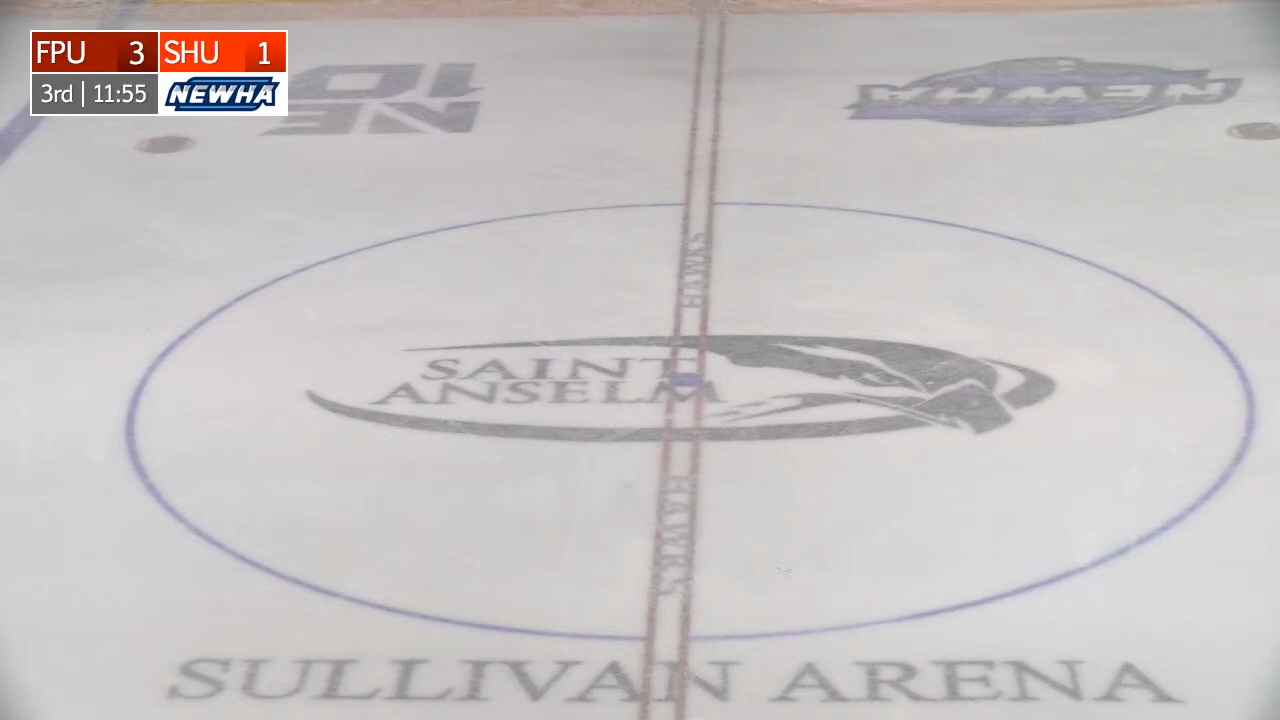 FPU 3 SHU 1
3rd | 11:55 NEWHA
NE
10
NEWHA
HAWKS
SAINT
ANSELM
HAWKS
SULLIVAN ARENA